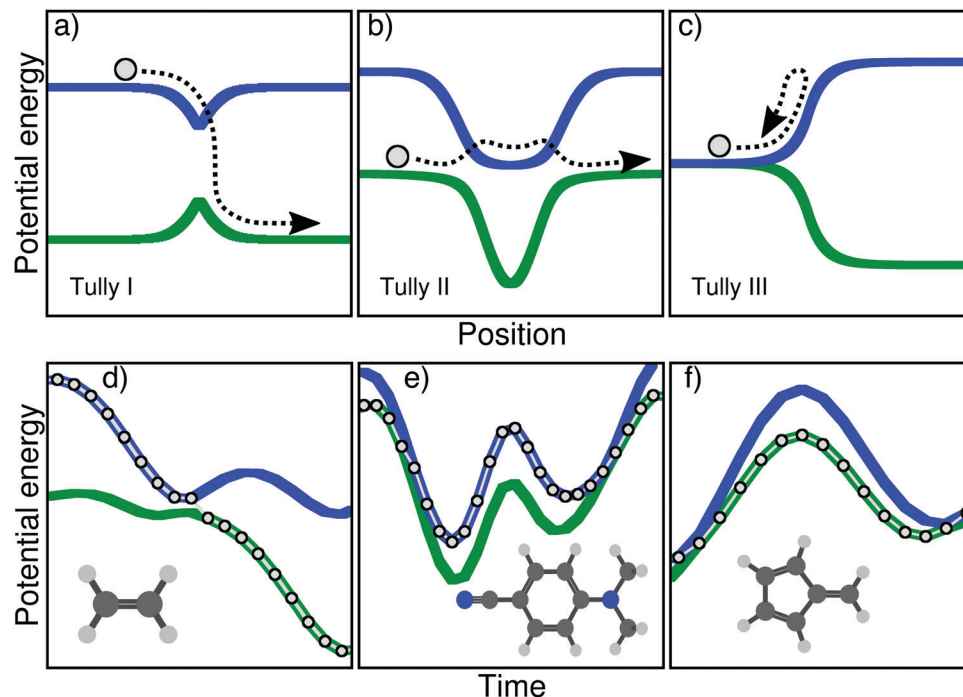 a)
b)
c)
Potential energy
Tully I
Tully II
Tully III
Position
d)
e)
f)
Potential energy
Time